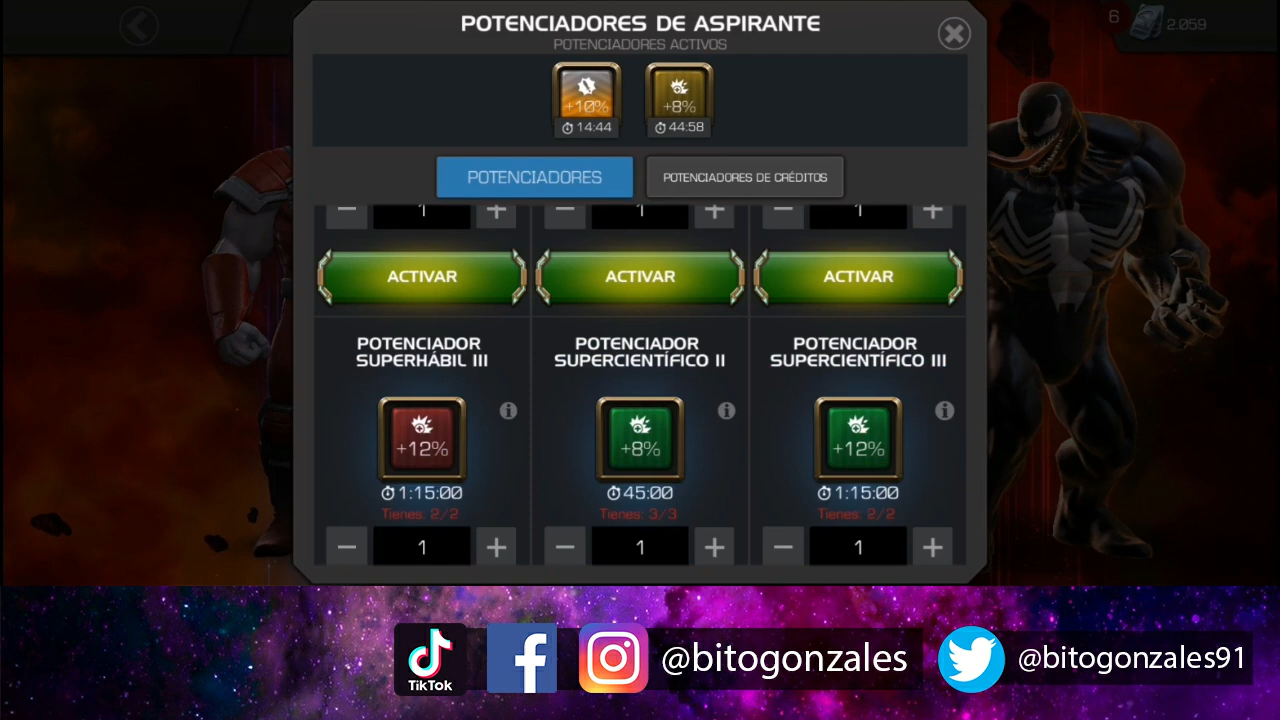 POTENCIADORES DE ASPIRANTE
POTENCIADORES ACTIVOS
6 2.059
+10% +8%
14:44 44:58
POTENCIADORES POTENCIADORES DE CRÉDITOS
− 1 + − 1 + − 1 +
ACTIVAR ACTIVAR ACTIVAR
POTENCIADOR SUPERHÁBIL III
POTENCIADOR SUPERCIENTÍFICO II
POTENCIADOR SUPERCIENTÍFICO III
+12% +8% +12%
1:15:00 45:00 1:15:00
Tienes: 2/2 Tienes: 3/3 Tienes: 2/2
− 1 + − 1 + − 1 +
TikTok @bitogonzales @bitogonzales91